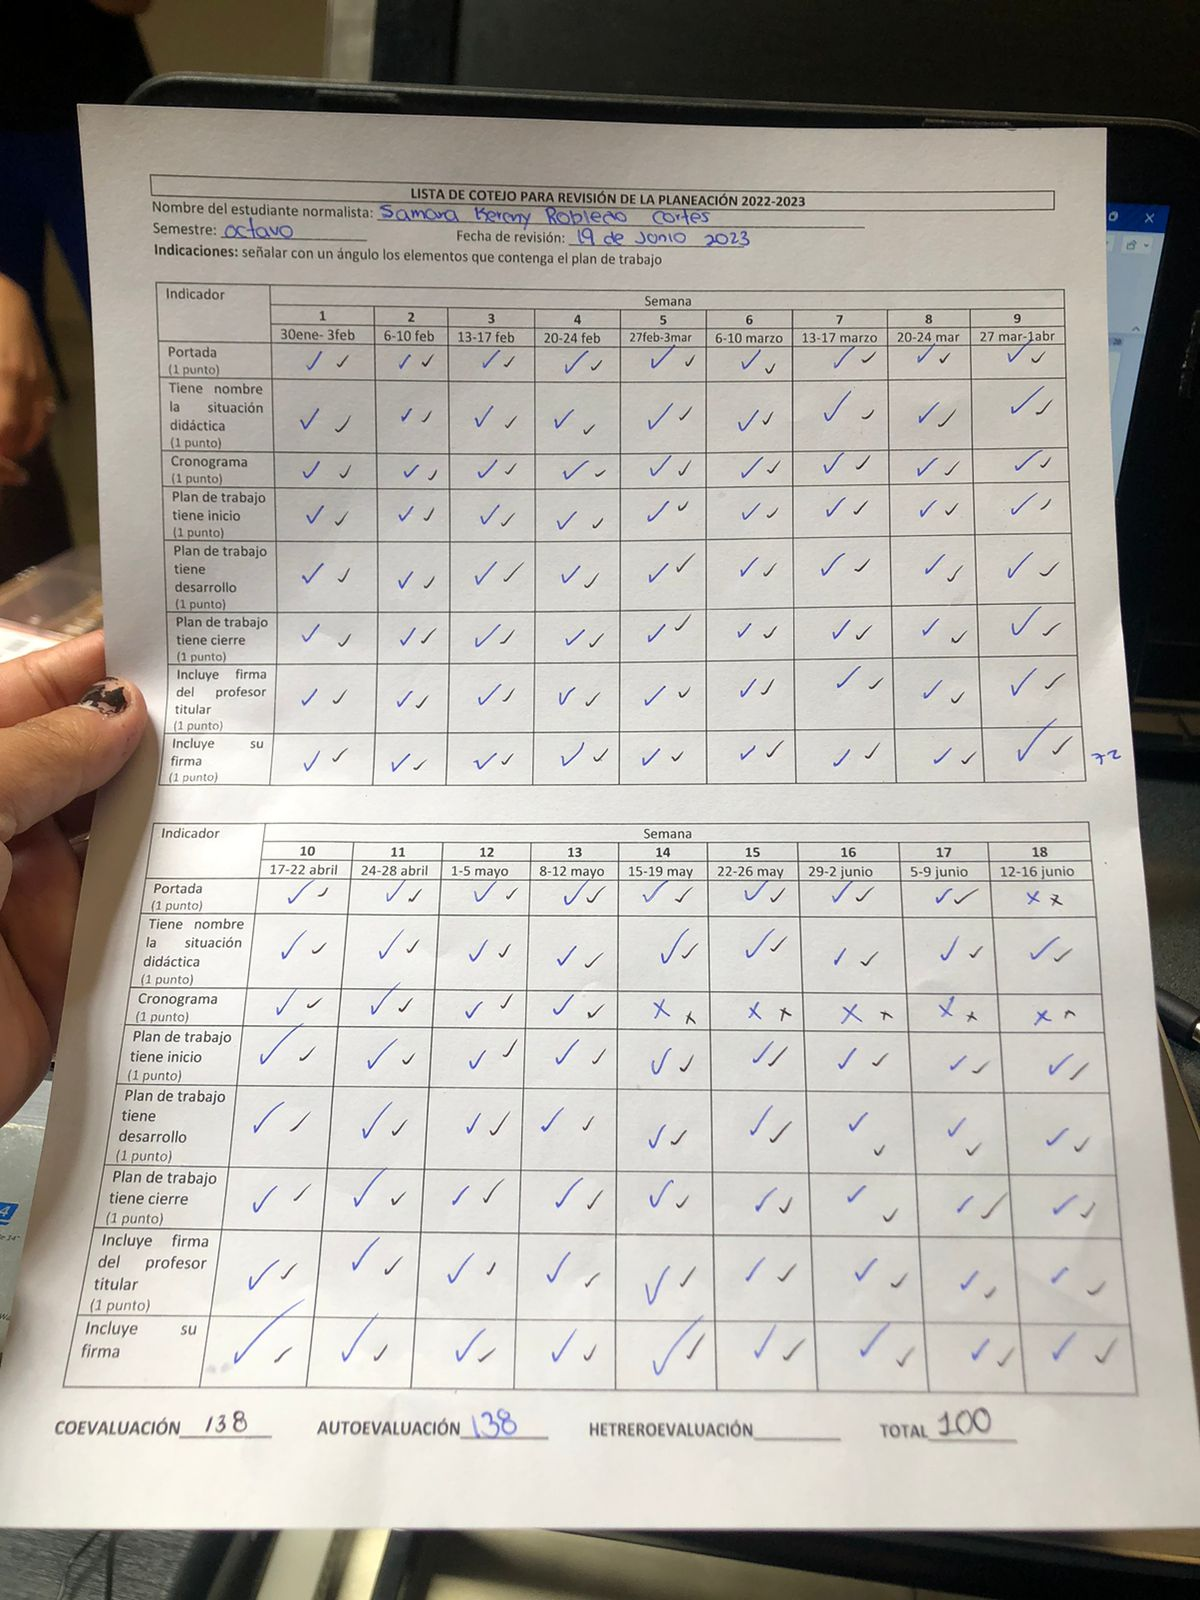 LISTA DE COTEJO PARA REVISIÓN DE LA PLANEACIÓN 2022-2023
Nombre del estudiante normalista: Samara Kereny Robledo Cortes
Semestre: octavo Fecha de revisión: 19 de Junio 2023
Indicaciones: señalar con un ángulo los elementos que contenga el plan de trabajo
Indicador Semana
1 2 3 4 5 6 7 8 9
30ene- 3feb 6-10 feb 13-17 feb 20-24 feb 27feb-3mar 6-10 marzo 13-17 marzo 20-24 mar 27 mar-1abr
Portada ✓ ✓ ✓ ✓ ✓ ✓ ✓ ✓ ✓ ✓ ✓ ✓ ✓ ✓ ✓ ✓ ✓ ✓
(1 punto)
Tiene nombre
la situación
didáctica ✓ ✓ ✓ ✓ ✓ ✓ ✓ ✓ ✓ ✓ ✓ ✓ ✓ ✓ ✓ ✓ ✓ ✓
(1 punto)
Cronograma ✓ ✓ ✓ ✓ ✓ ✓ ✓ ✓ ✓ ✓ ✓ ✓ ✓ ✓ ✓ ✓ ✓ ✓
(1 punto)
Plan de trabajo
tiene inicio ✓ ✓ ✓ ✓ ✓ ✓ ✓ ✓ ✓ ✓ ✓ ✓ ✓ ✓ ✓ ✓ ✓ ✓
(1 punto)
Plan de trabajo
tiene ✓ ✓ ✓ ✓ ✓ ✓ ✓ ✓ ✓ ✓ ✓ ✓ ✓ ✓ ✓ ✓ ✓ ✓
desarrollo
(1 punto)
Plan de trabajo
tiene cierre ✓ ✓ ✓ ✓ ✓ ✓ ✓ ✓ ✓ ✓ ✓ ✓ ✓ ✓ ✓ ✓ ✓ ✓
(1 punto)
Incluye firma
del profesor ✓ ✓ ✓ ✓ ✓ ✓ ✓ ✓ ✓ ✓ ✓ ✓ ✓ ✓ ✓ ✓ ✓ ✓
titular
(1 punto)
Incluye su
firma ✓ ✓ ✓ ✓ ✓ ✓ ✓ ✓ ✓ ✓ ✓ ✓ ✓ ✓ ✓ ✓ ✓ ✓ 72
(1 punto)
Indicador Semana
10 11 12 13 14 15 16 17 18
17-22 abril 24-28 abril 1-5 mayo 8-12 mayo 15-19 may 22-26 may 29-2 junio 5-9 junio 12-16 junio
Portada ✓ ✓ ✓ ✓ ✓ ✓ ✓ ✓ ✓ ✓ ✓ ✓ ✓ ✓ ✓ ✓ x x
(1 punto)
Tiene nombre
la situación
didáctica ✓ ✓ ✓ ✓ ✓ ✓ ✓ ✓ ✓ ✓ ✓ ✓ ✓ ✓ ✓ ✓ ✓ ✓
(1 punto)
Cronograma ✓ ✓ ✓ ✓ ✓ ✓ ✓ ✓ x x x x x x x x x x
(1 punto)
Plan de trabajo
tiene inicio ✓ ✓ ✓ ✓ ✓ ✓ ✓ ✓ ✓ ✓ ✓ ✓ ✓ ✓ ✓ ✓ ✓ ✓
(1 punto)
Plan de trabajo
tiene ✓ ✓ ✓ ✓ ✓ ✓ ✓ ✓ ✓ ✓ ✓ ✓ ✓ ✓ ✓ ✓ ✓ ✓
desarrollo
(1 punto)
Plan de trabajo
tiene cierre ✓ ✓ ✓ ✓ ✓ ✓ ✓ ✓ ✓ ✓ ✓ ✓ ✓ ✓ ✓ ✓ ✓ ✓
(1 punto)
Incluye firma
del profesor ✓ ✓ ✓ ✓ ✓ ✓ ✓ ✓ ✓ ✓ ✓ ✓ ✓ ✓ ✓ ✓ ✓ ✓
titular
(1 punto)
Incluye su
firma ✓ ✓ ✓ ✓ ✓ ✓ ✓ ✓ ✓ ✓ ✓ ✓ ✓ ✓ ✓ ✓ ✓ ✓
COEVALUACIÓN 138 AUTOEVALUACIÓN 138 HETREROEVALUACIÓN TOTAL 100